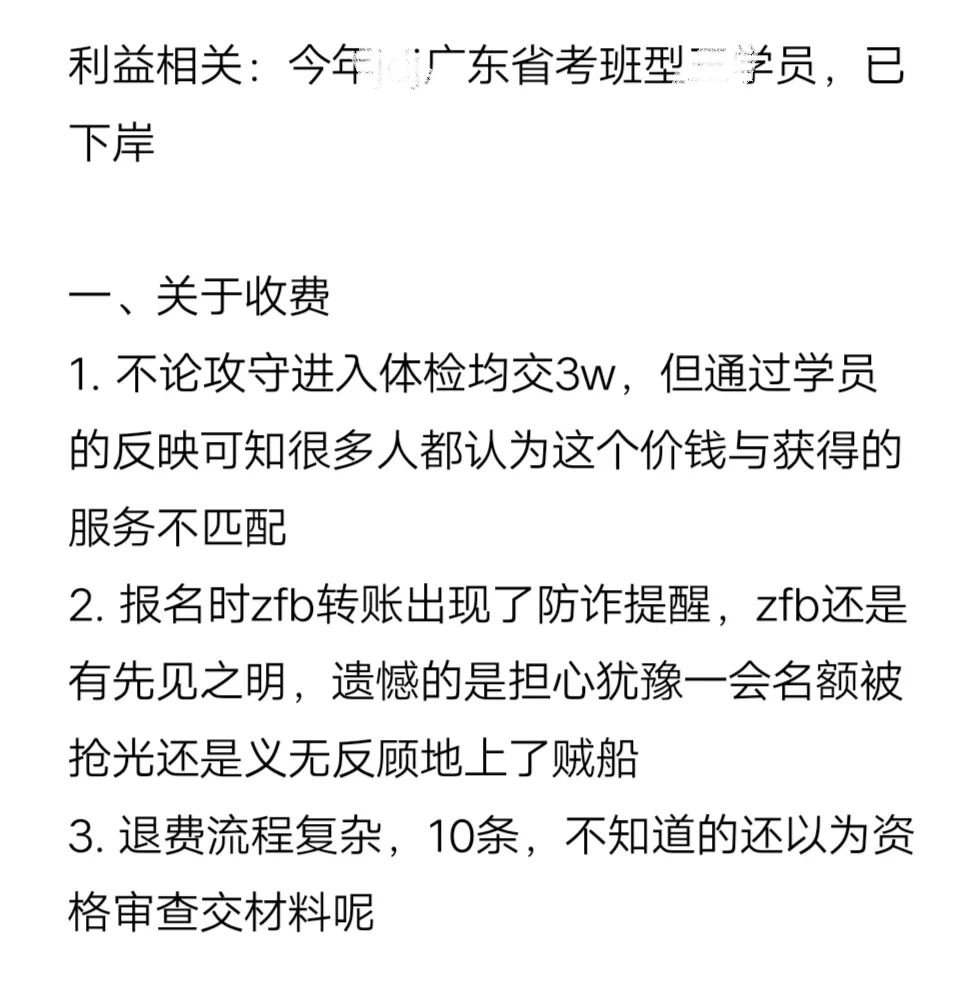 利益相关：今年广东省考班型学员，已
下岸
一、关于收费
1. 不论攻守进入体检均交3w，但通过学员
的反映可知很多人都认为这个价钱与获得的
服务不匹配
2. 报名时zfb转账出现了防诈提醒，zfb还是
有先见之明，遗憾的是担心犹豫一会名额被
抢光还是义无反顾地上了贼船
3. 退费流程复杂，10条，不知道的还以为资
格审查交材料呢